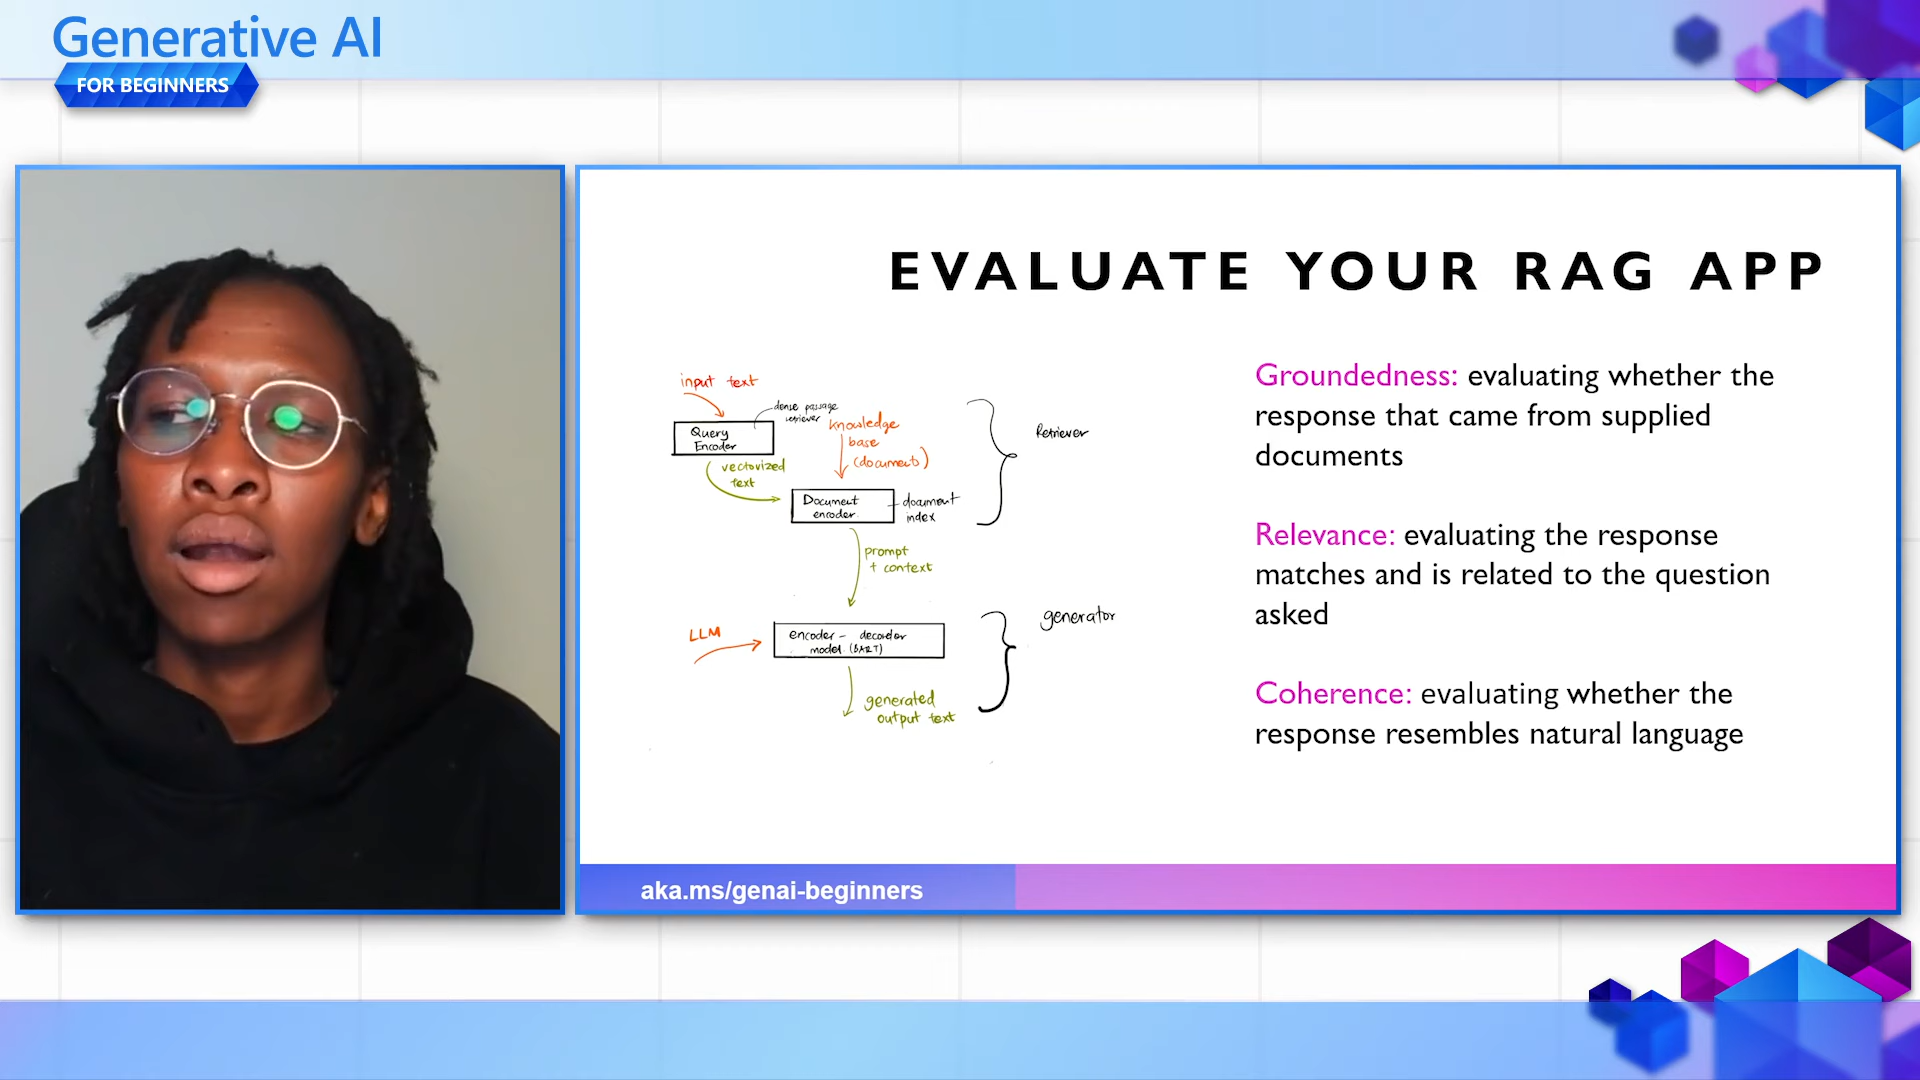 Generative AI
FOR BEGINNERS
EVALUATE YOUR RAG APP
input text
dense passage
retriever
Query
Encoder
knowledge
base
(document)
vectorized
text
Document
encoder
document
index
Retriever
prompt
+ context
LLM
encoder - decorder
model (BART)
generator
generated
output text
Groundedness: evaluating whether the
response that came from supplied
documents
Relevance: evaluating the response
matches and is related to the question
asked
Coherence: evaluating whether the
response resembles natural language
aka.ms/genai-beginners